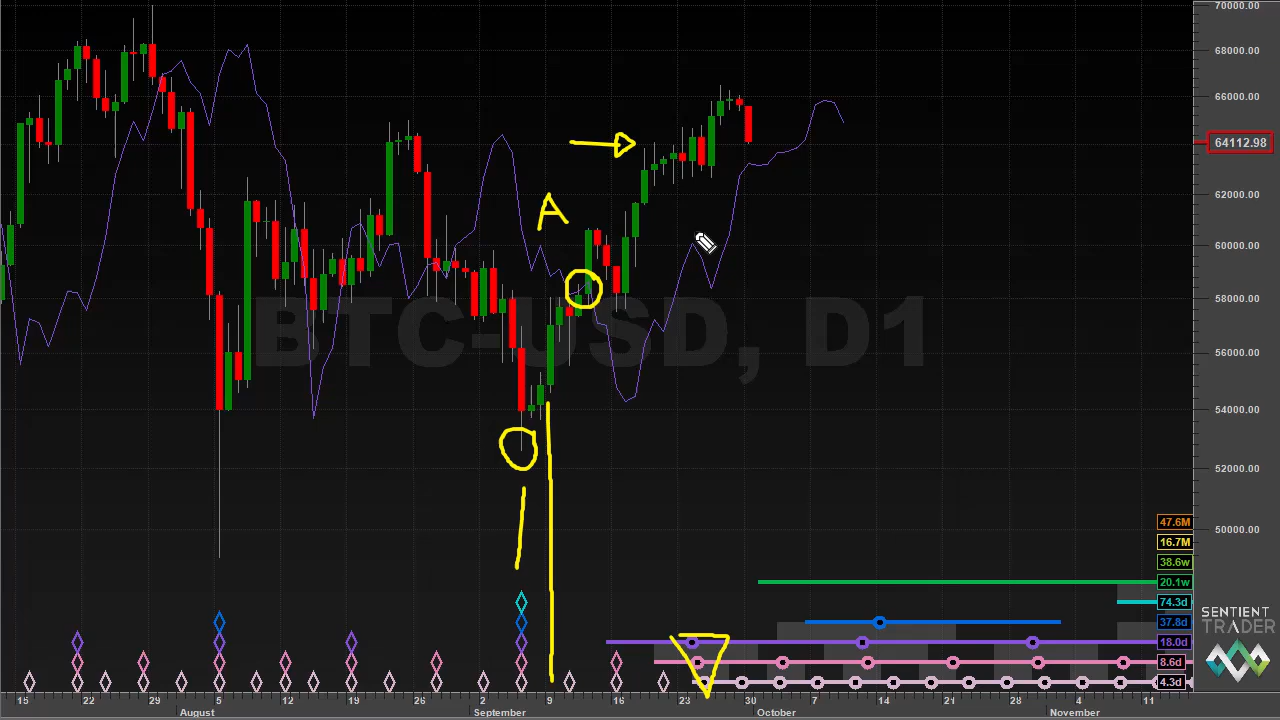 70000.00
68000.00
66000.00
64112.98
62000.00
A
60000.00
BTC-USD, D1
58000.00
56000.00
54000.00
52000.00
50000.00
47.6M
16.7M
38.6w
20.1w
74.3d
37.8d
18.0d
8.6d
4.3d
SENTIENT
TRADER
15 22 29 5 12 19 26 2 9 16 23 30 7 14 21 28 4 11
August September October November